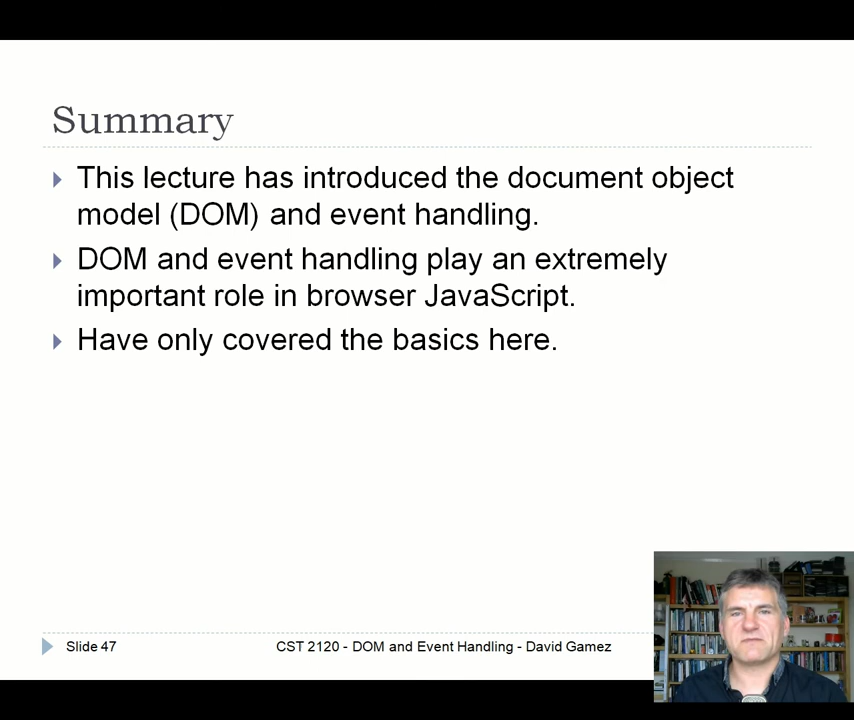 Summary
This lecture has introduced the document object
model (DOM) and event handling.
DOM and event handling play an extremely
important role in browser JavaScript.
Have only covered the basics here.
Slide 47
CST 2120 - DOM and Event Handling - David Gamez